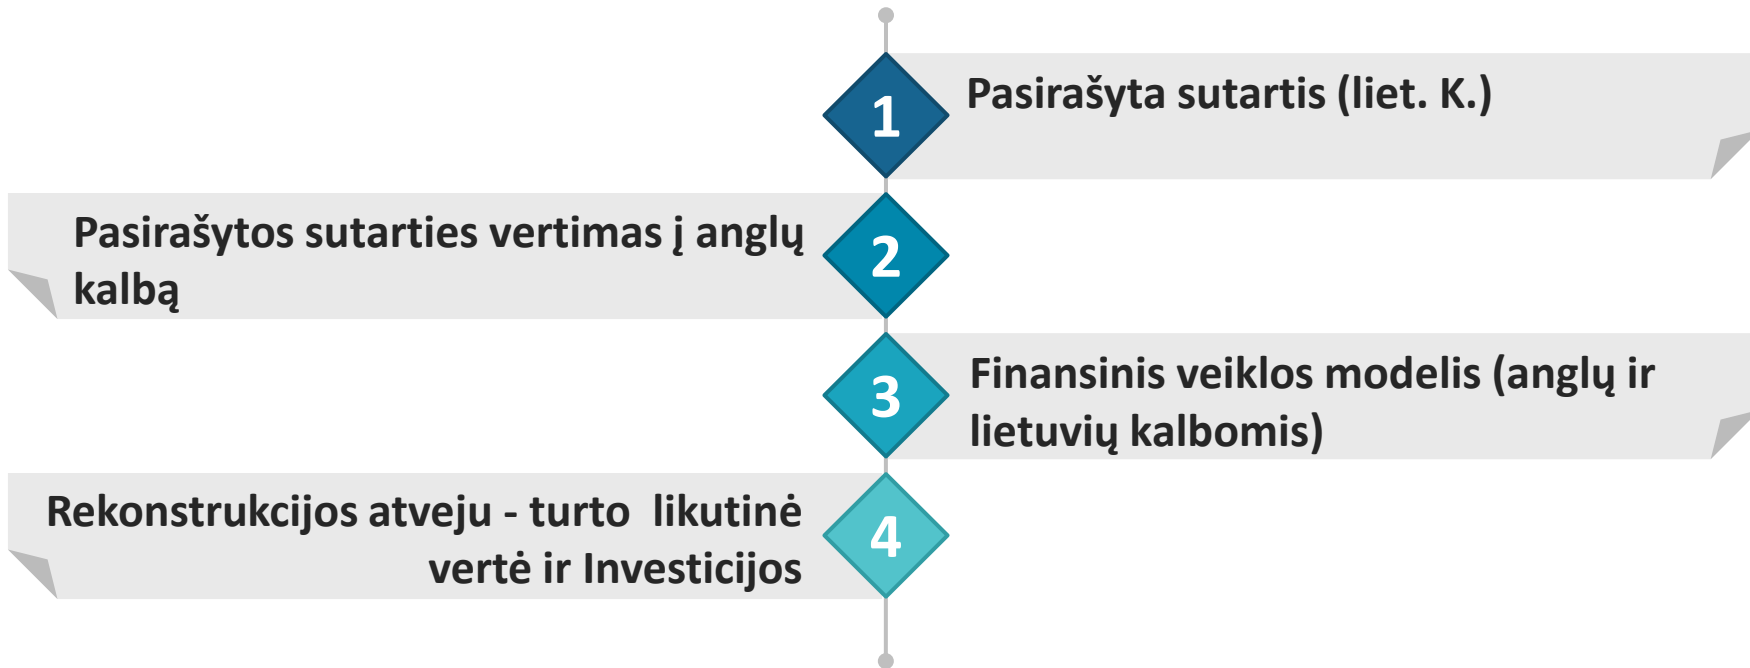 1
Pasirašyta sutartis (liet. K.)
2
Pasirašytos sutarties vertimas į anglų
kalbą
3
Finansinis veiklos modelis (anglų ir
lietuvių kalbomis)
4
Rekonstrukcijos atveju - turto likutinė
vertė ir Investicijos